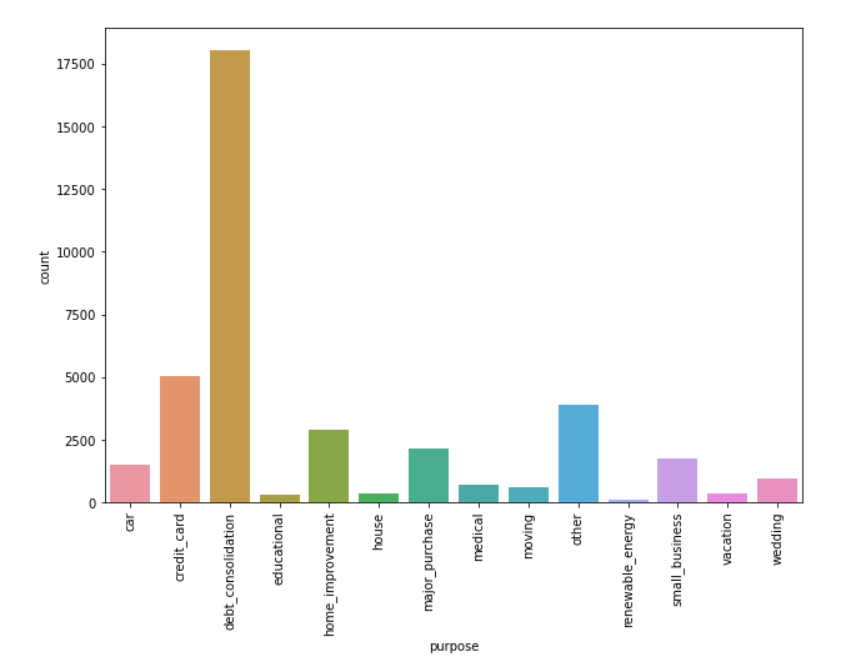 17500
15000
12500
10000
7500
5000
2500
0
count
car
credit_card
debt_consolidation
educational
home_improvement
house
major_purchase
medical
moving
other
renewable_energy
small_business
vacation
wedding
purpose